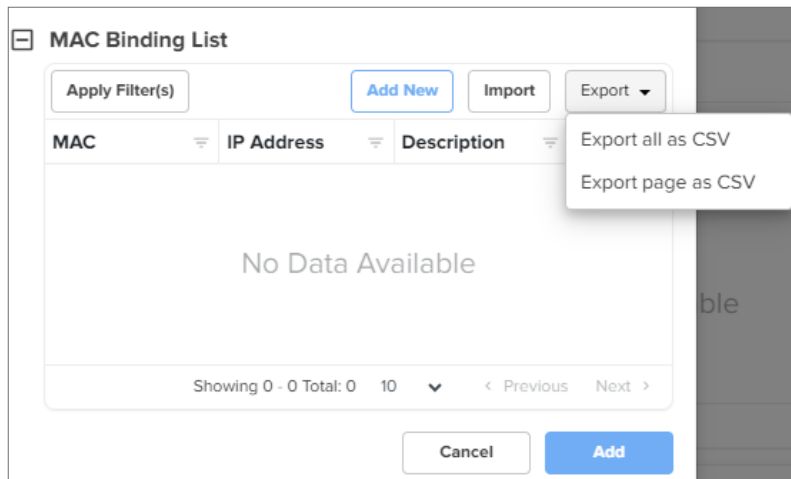 MAC Binding List
Apply Filter(s) Add New Import Export
MAC IP Address Description
Export all as CSV
Export page as CSV
No Data Available
ble
Showing 0 - 0 Total: 0 10 < Previous Next >
Cancel Add